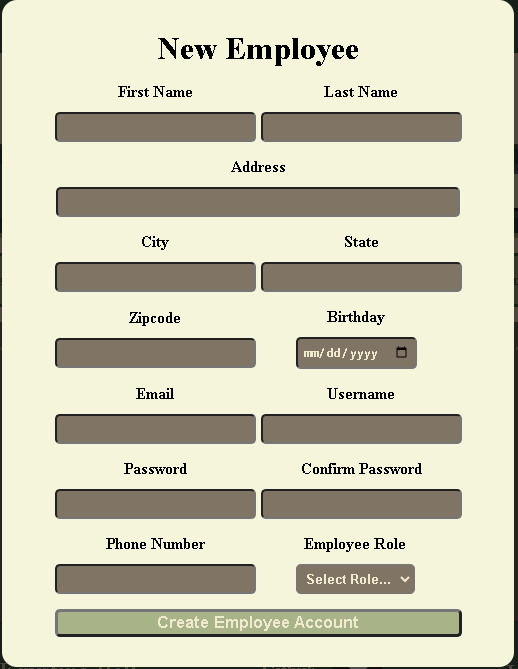 New Employee
First Name Last Name
Address
City State
Zipcode Birthday
mm/dd/yyyy
Email Username
Password Confirm Password
Phone Number Employee Role
Select Role...
Create Employee Account